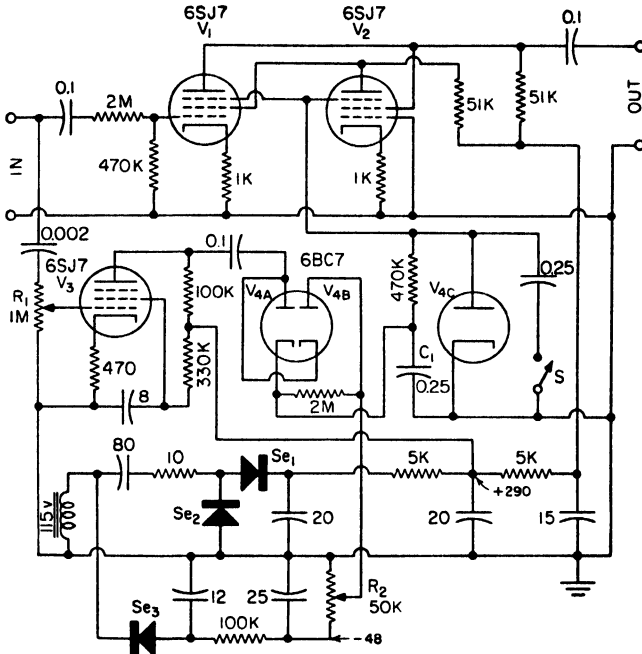 6SJ7
V1
6SJ7
V2
0.1
0.1
2M
470K
1K
1K
51K
51K
IN
OUT
0.002
6SJ7
V3
R1
1M
470
8
0.1
100K
330K
6BC7
V4A
V4B
2M
470K
C1
0.25
V4C
0.25
S
80
10
Se1
Se2
5K
5K
+290
20
20
15
115V
12
25
100K
R2
50K
-48
Se3